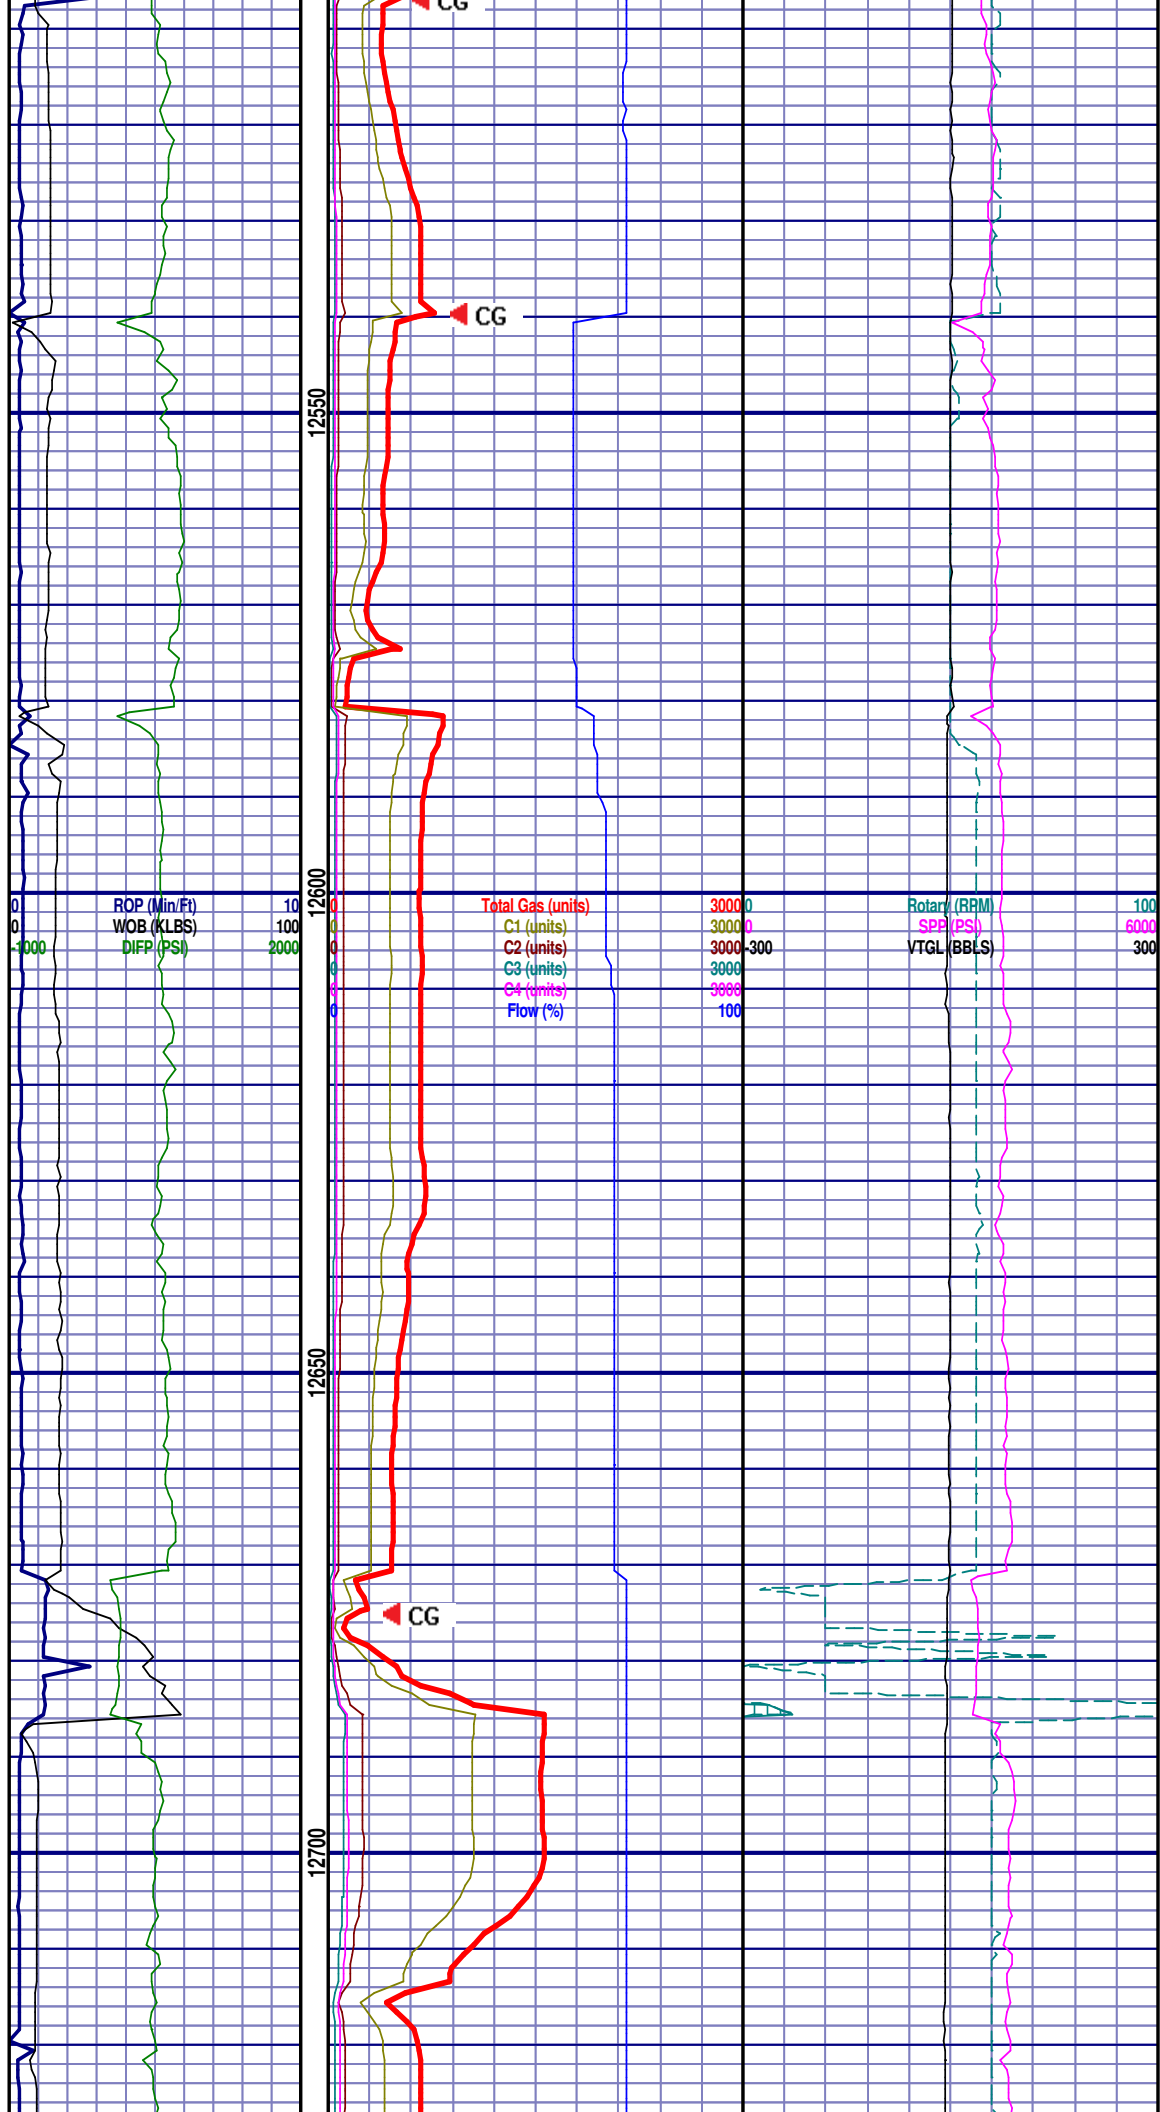 CG
CG
12550
12600
0 ROP (Min/Ft) 10 0 Total Gas (units) 3000 0 Rotary (RPM) 100
0 WOB (KLBS) 100 0 C1 (units) 3000 0 SPP (PSI) 6000
-1000 DIFP (PSI) 2000 0 C2 (units) 3000 -300 VTGL (BBLS) 300
0 C3 (units) 3000
0 C4 (units) 3000
0 Flow (%) 100
12650
CG
12700